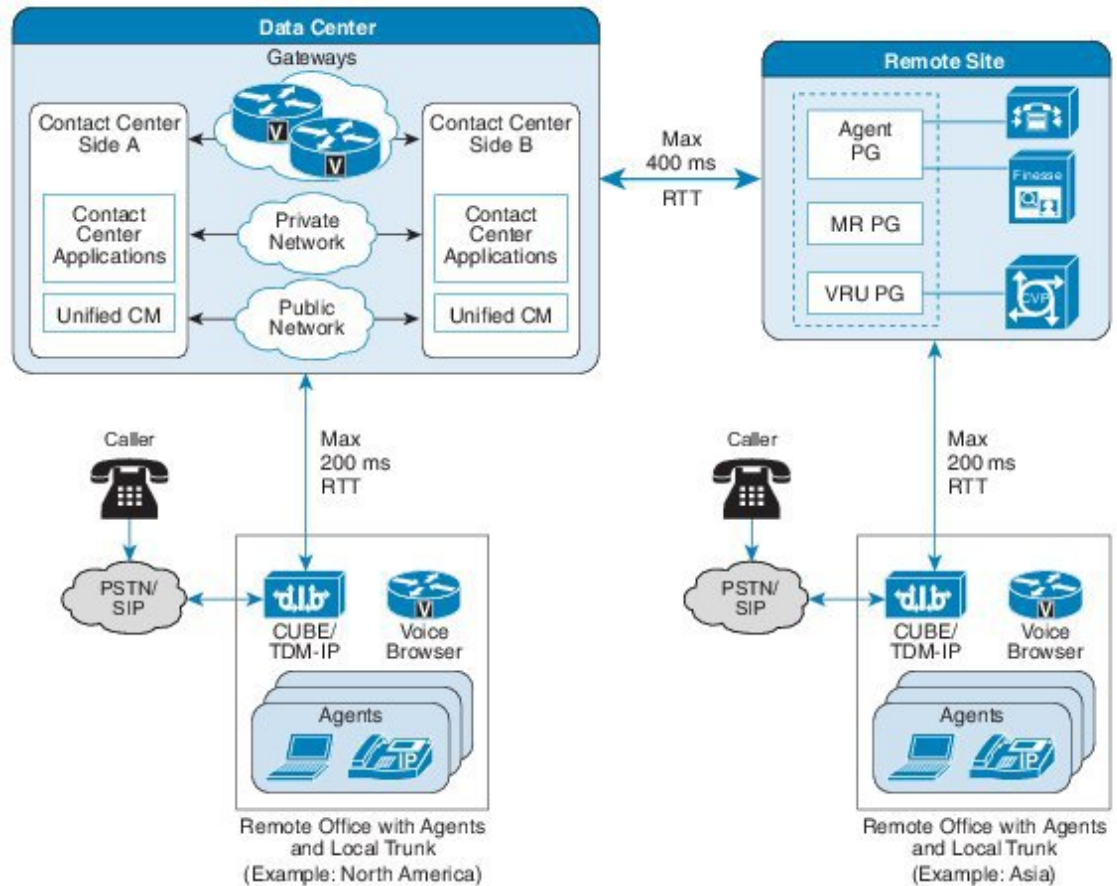 Data Center
Gateways
V
V
Contact Center
Side A
Contact Center
Side B
Contact
Center
Applications
Private
Network
Contact
Center
Applications
Unified CM
Public
Network
Unified CM
Max
400 ms
RTT
Remote Site
Agent
PG
Finesse
MR PG
VRU PG
CVP
Caller
Max
200 ms
RTT
PSTN/
SIP
CUBE/
TDM-IP
V
Voice
Browser
Agents
IP
Remote Office with Agents
and Local Trunk
(Example: North America)
Caller
Max
200 ms
RTT
PSTN/
SIP
CUBE/
TDM-IP
V
Voice
Browser
Agents
IP
Remote Office with Agents
and Local Trunk
(Example: Asia)